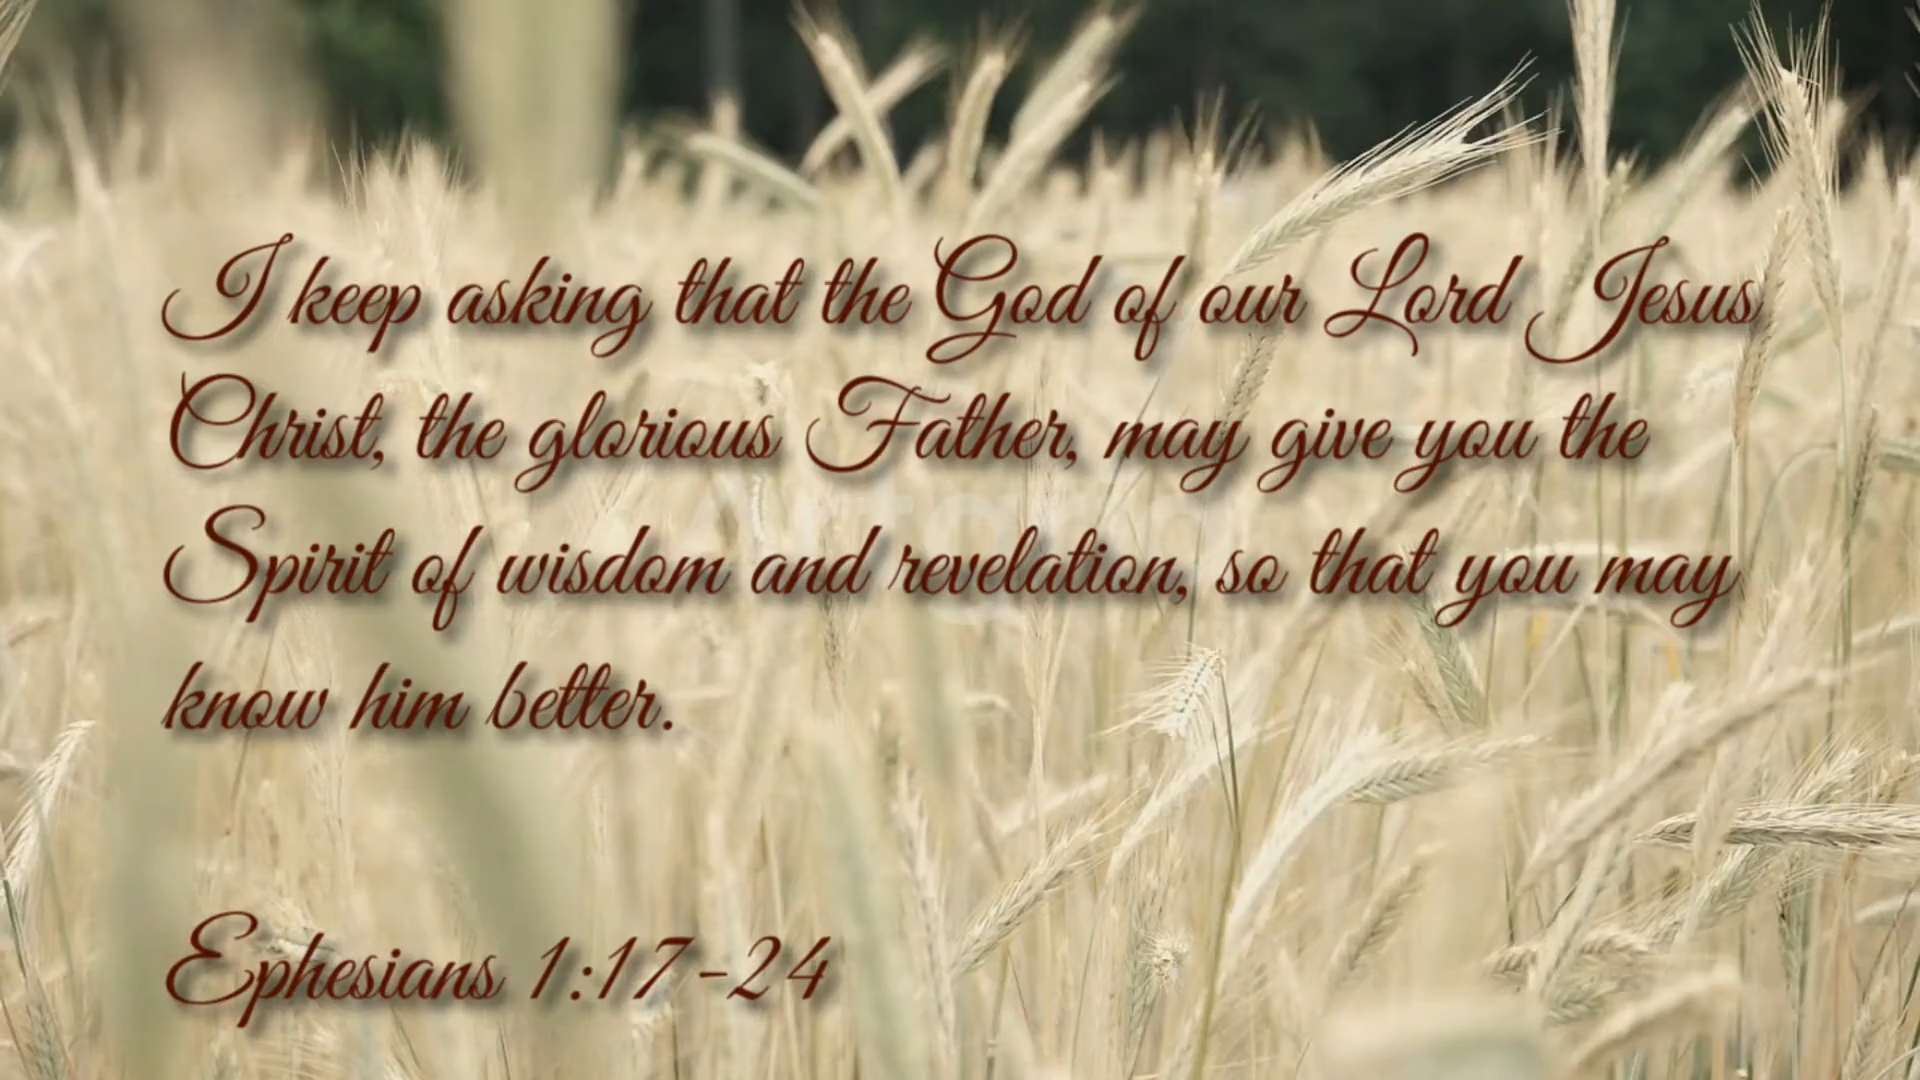 I keep asking that the God of our Lord Jesus
Christ, the glorious Father, may give you the
Spirit of wisdom and revelation, so that you may
know him better.
Ephesians 1:17-24